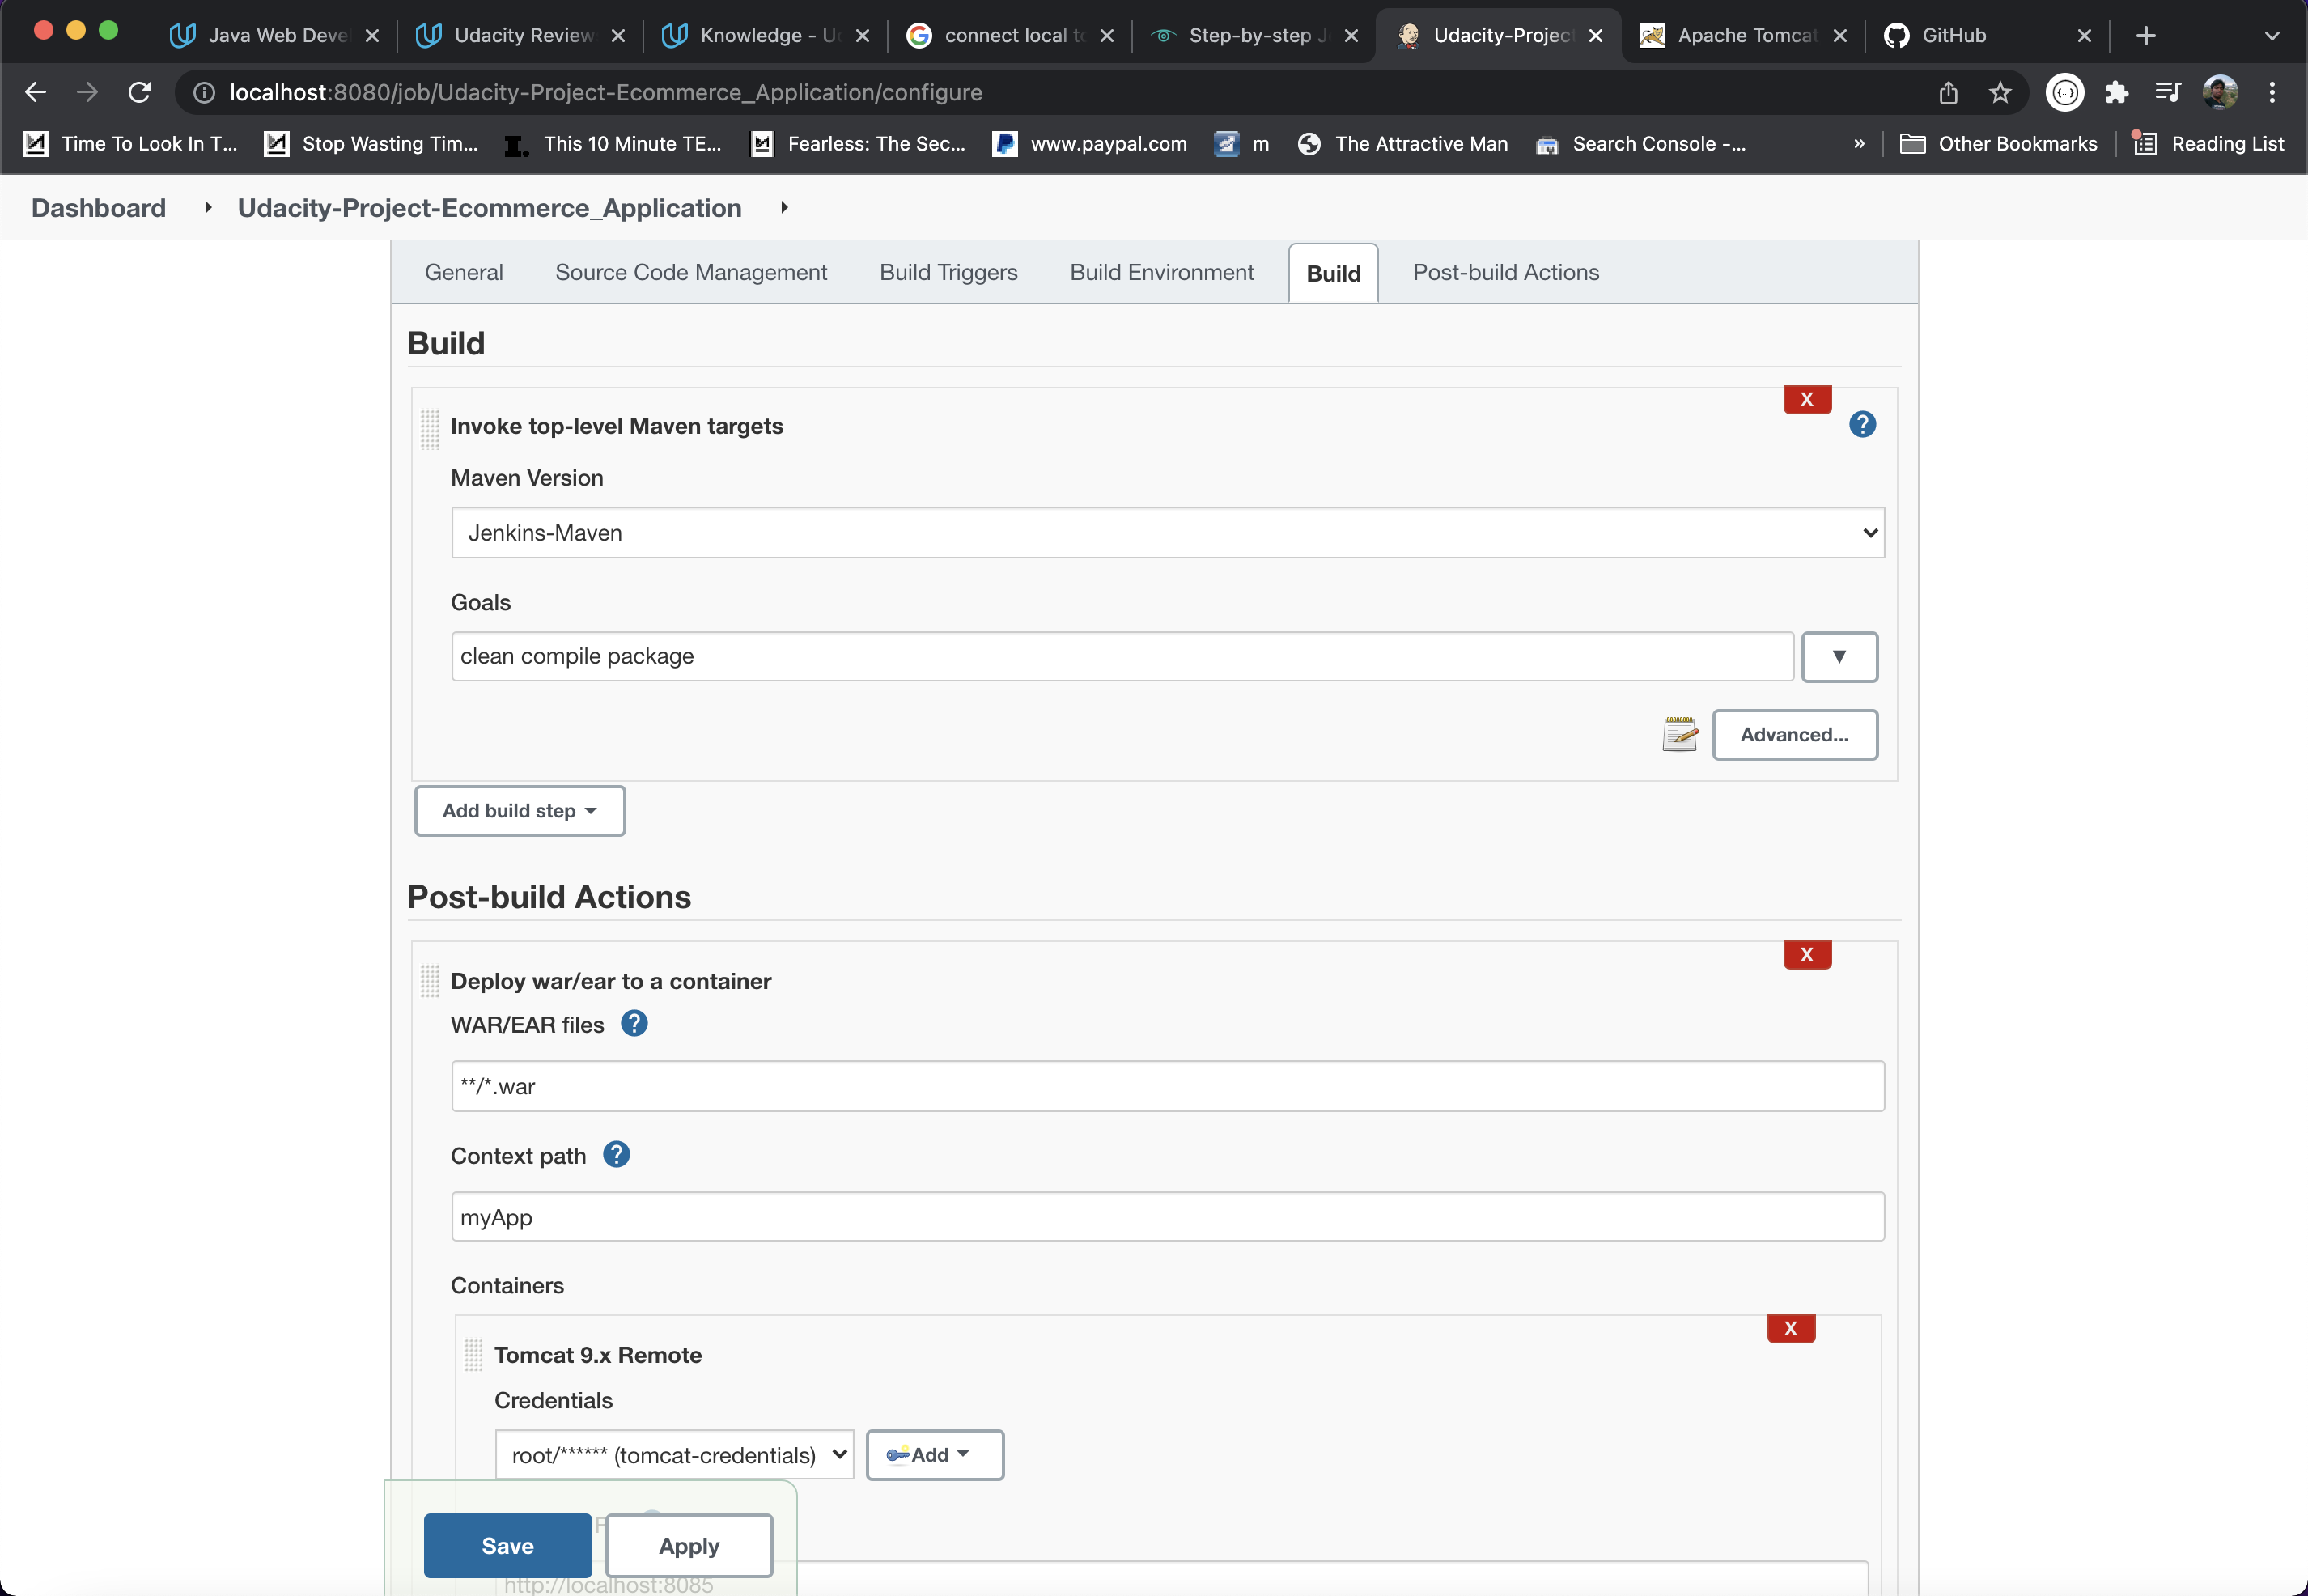 Java Web Deve
Udacity Review
Knowledge - U
connect local t
Step-by-step J
Udacity-Project
Apache Tomcat
GitHub
localhost:8080/job/Udacity-Project-Ecommerce_Application/configure
Time To Look In T...
Stop Wasting Tim...
This 10 Minute TE...
Fearless: The Sec...
www.paypal.com
m
The Attractive Man
Search Console -...
»
Other Bookmarks
Reading List
Dashboard
Udacity-Project-Ecommerce_Application
General
Source Code Management
Build Triggers
Build Environment
Build
Post-build Actions
Build
X
Invoke top-level Maven targets
?
Maven Version
Jenkins-Maven
Goals
clean compile package
Advanced...
Add build step
Post-build Actions
X
Deploy war/ear to a container
WAR/EAR files ?
**/*.war
Context path ?
myApp
Containers
X
Tomcat 9.x Remote
Credentials
root/****** (tomcat-credentials)
Add
Save
Apply
http://localhost:8085